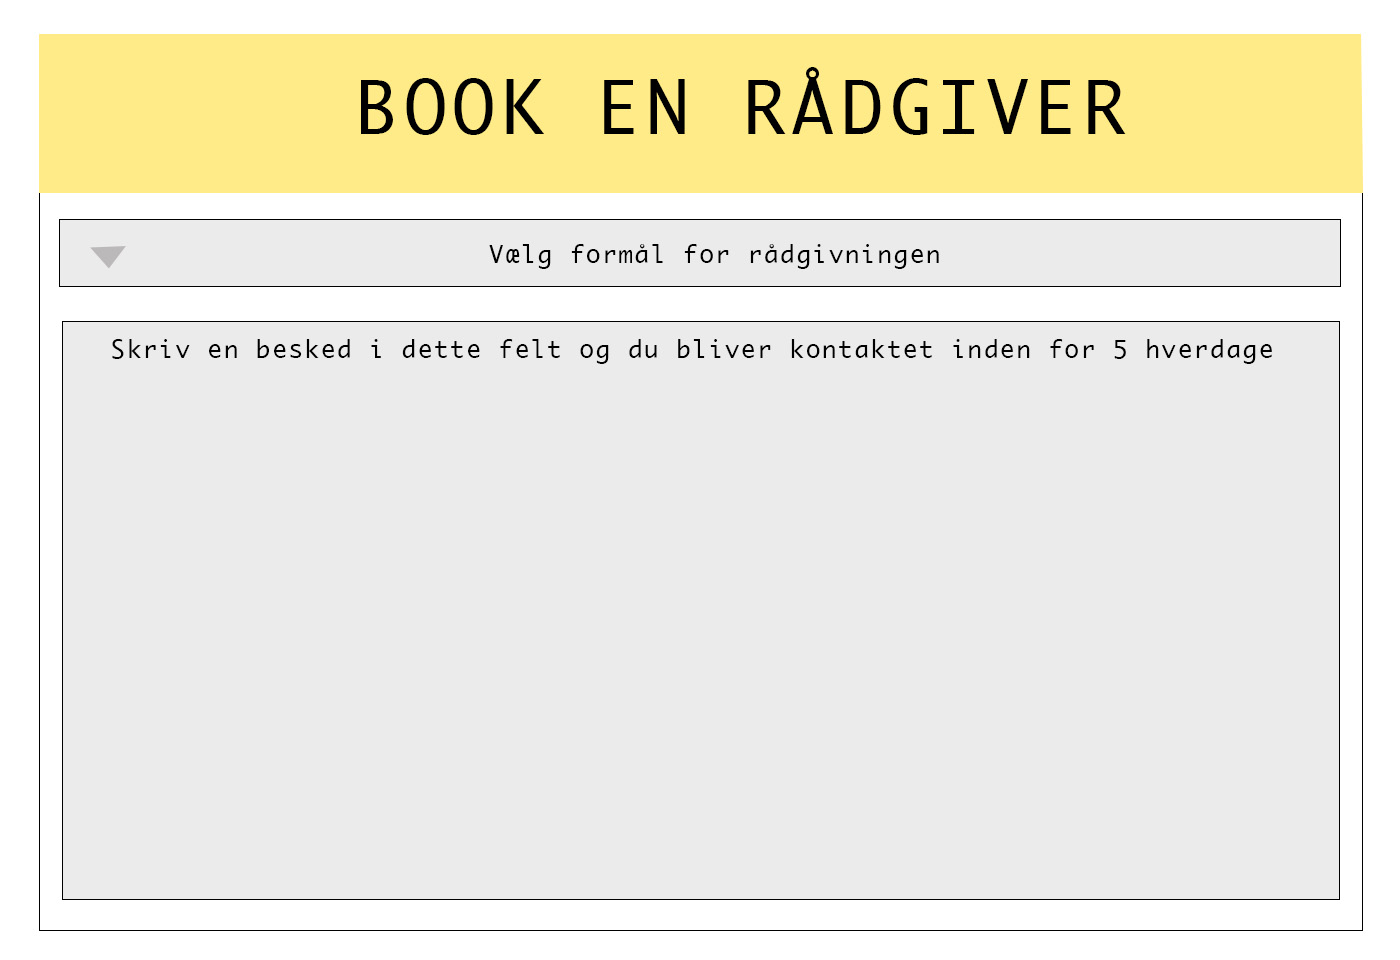 BOOK EN RÅDGIVER
Vælg formål for rådgivningen
Skriv en besked i dette felt og du bliver kontaktet inden for 5 hverdage